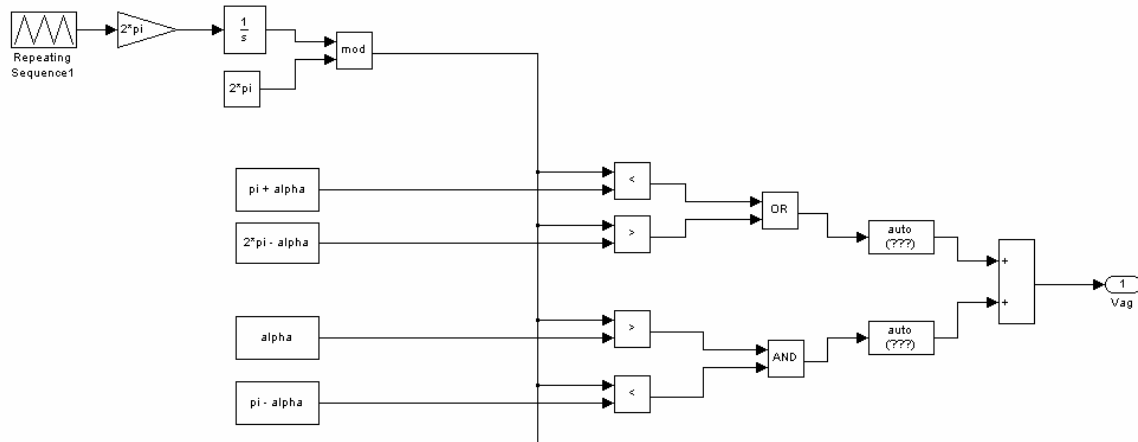 2*pi
1
s
mod
Repeating
Sequence1
2*pi
pi + alpha
<
OR
2*pi - alpha
>
auto
(???)
+
1
Vag
+
alpha
>
auto
(???)
AND
pi - alpha
<